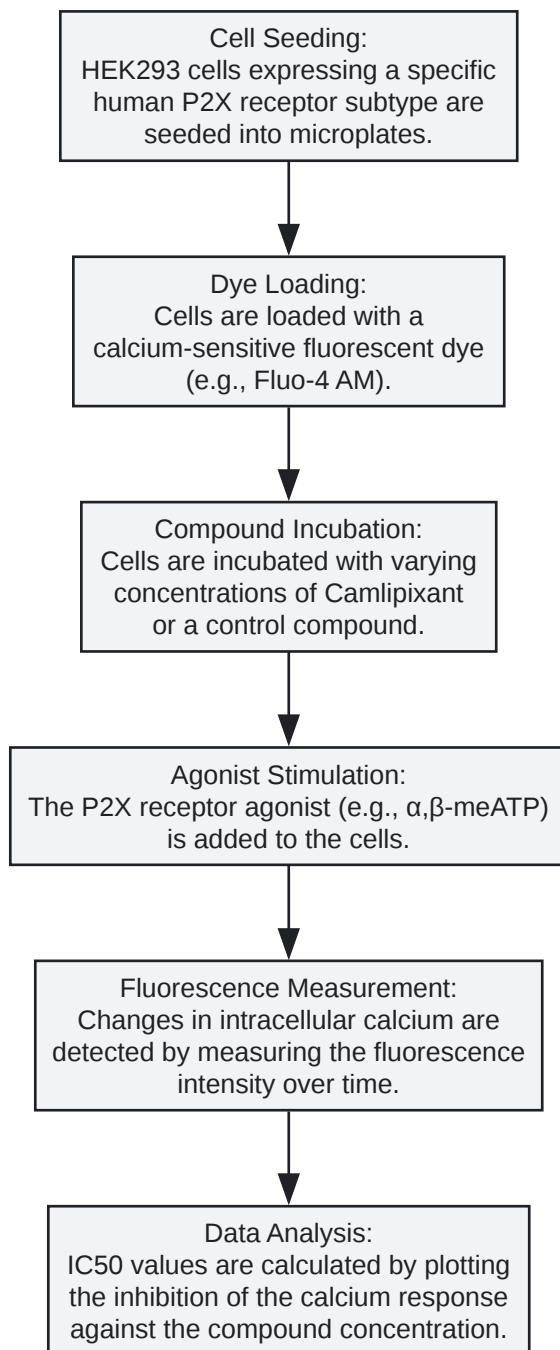 Cell Seeding:
HEK293 cells expressing a specific
human P2X receptor subtype are
seeded into microplates.
Dye Loading:
Cells are loaded with a
calcium-sensitive fluorescent dye
(e.g., Fluo-4 AM).
Compound Incubation:
Cells are incubated with varying
concentrations of Camlipixant
or a control compound.
Agonist Stimulation:
The P2X receptor agonist (e.g., α,β-meATP)
is added to the cells.
Fluorescence Measurement:
Changes in intracellular calcium are
detected by measuring the fluorescence
intensity over time.
Data Analysis:
IC50 values are calculated by plotting
the inhibition of the calcium response
against the compound concentration.